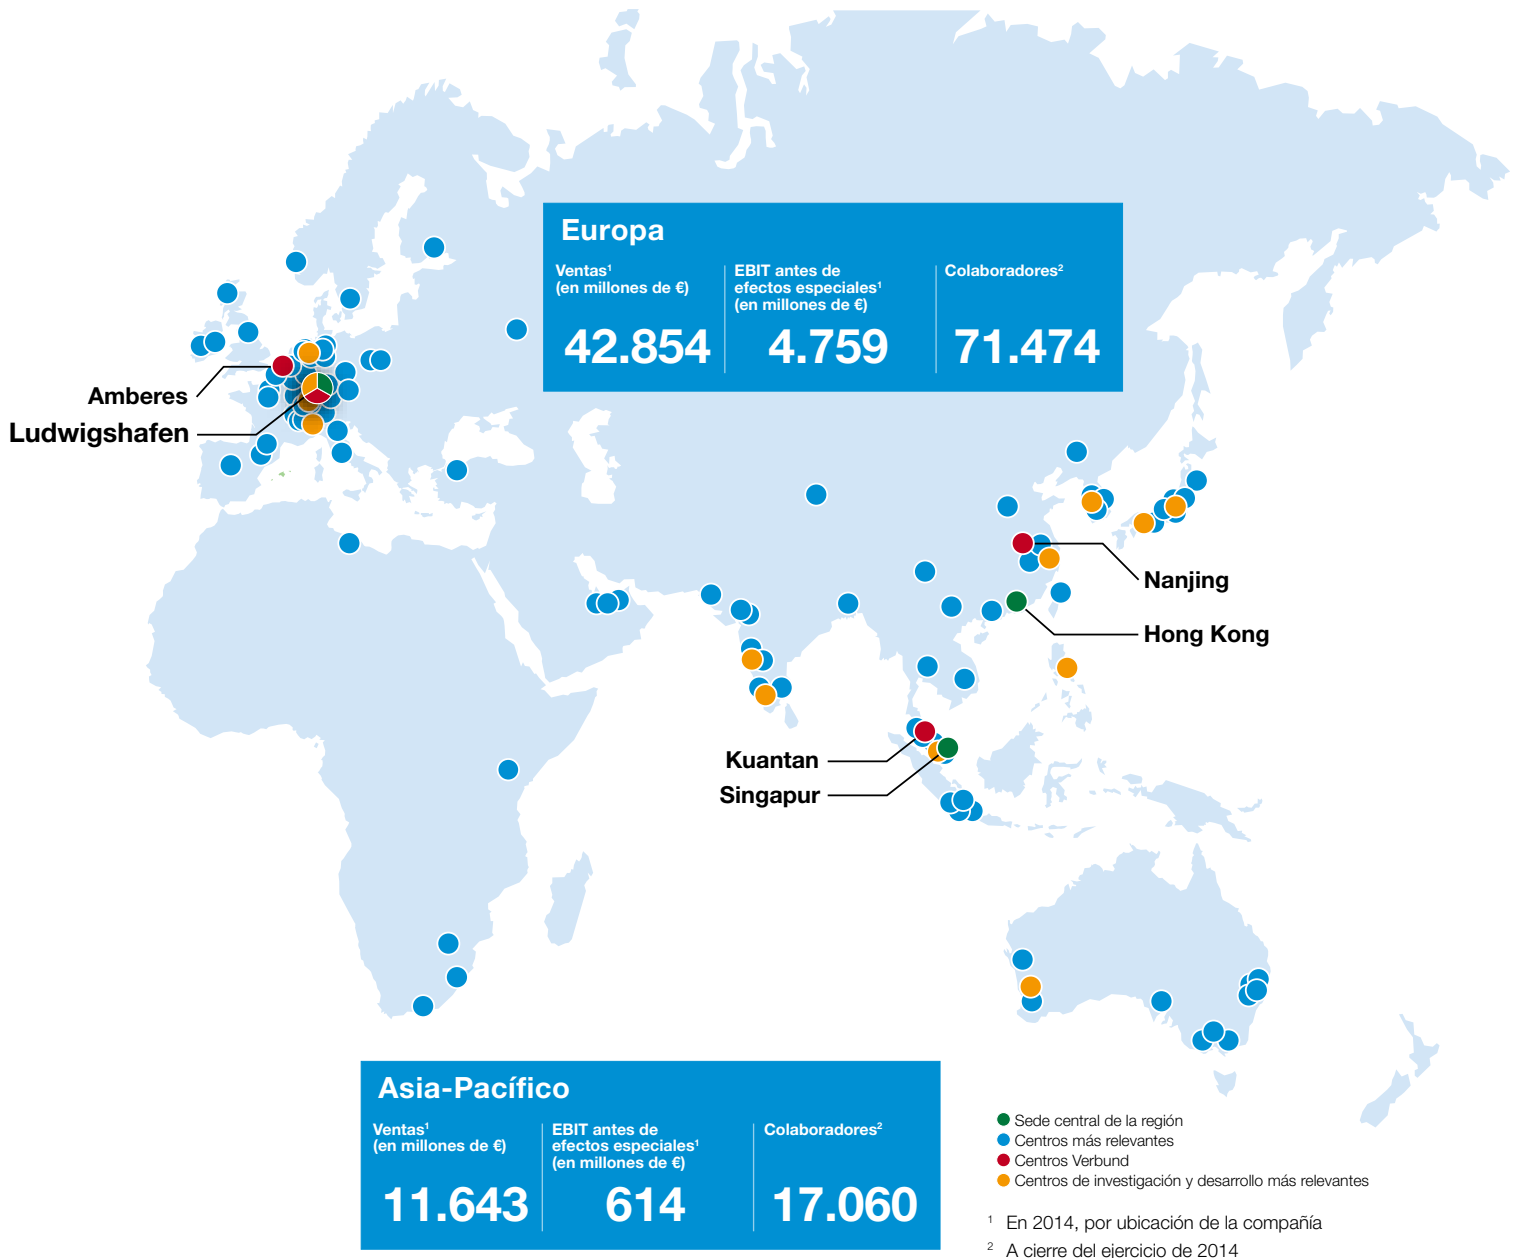 Europa
Ventas¹
(en millones de €)
42.854
EBIT antes de
efectos especiales¹
(en millones de €)
4.759
Colaboradores²
71.474
Amberes
Ludwigshafen
Nanjing
Hong Kong
Kuantan
Singapur
Asia-Pacífico
Ventas¹
(en millones de €)
11.643
EBIT antes de
efectos especiales¹
(en millones de €)
614
Colaboradores²
17.060
Sede central de la región
Centros más relevantes
Centros Verbund
Centros de investigación y desarrollo más relevantes
¹ En 2014, por ubicación de la compañía
² A cierre del ejercicio de 2014